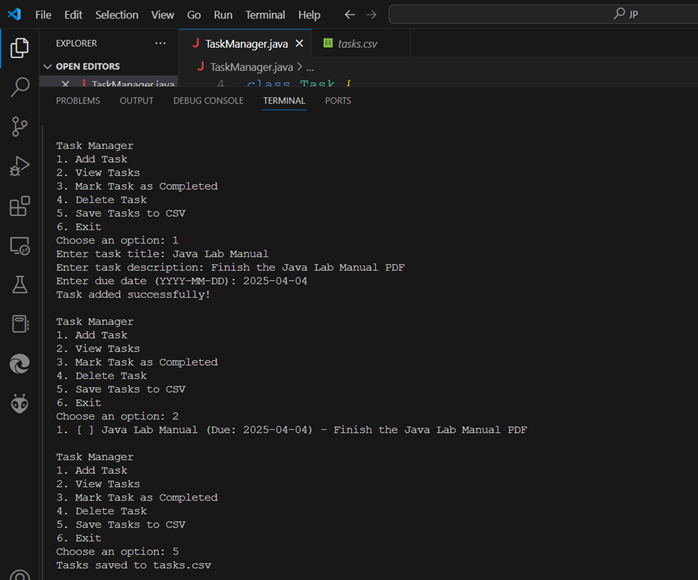 File Edit Selection View Go Run Terminal Help JP
EXPLORER ... J TaskManager.java tasks.csv
OPEN EDITORS J TaskManager.java > ...
J TaskManager.java 4 class Task {
PROBLEMS OUTPUT DEBUG CONSOLE TERMINAL PORTS
Task Manager
1. Add Task
2. View Tasks
3. Mark Task as Completed
4. Delete Task
5. Save Tasks to CSV
6. Exit
Choose an option: 1
Enter task title: Java Lab Manual
Enter task description: Finish the Java Lab Manual PDF
Enter due date (YYYY-MM-DD): 2025-04-04
Task added successfully!
Task Manager
1. Add Task
2. View Tasks
3. Mark Task as Completed
4. Delete Task
5. Save Tasks to CSV
6. Exit
Choose an option: 2
1. [ ] Java Lab Manual (Due: 2025-04-04) - Finish the Java Lab Manual PDF
Task Manager
1. Add Task
2. View Tasks
3. Mark Task as Completed
4. Delete Task
5. Save Tasks to CSV
6. Exit
Choose an option: 5
Tasks saved to tasks.csv